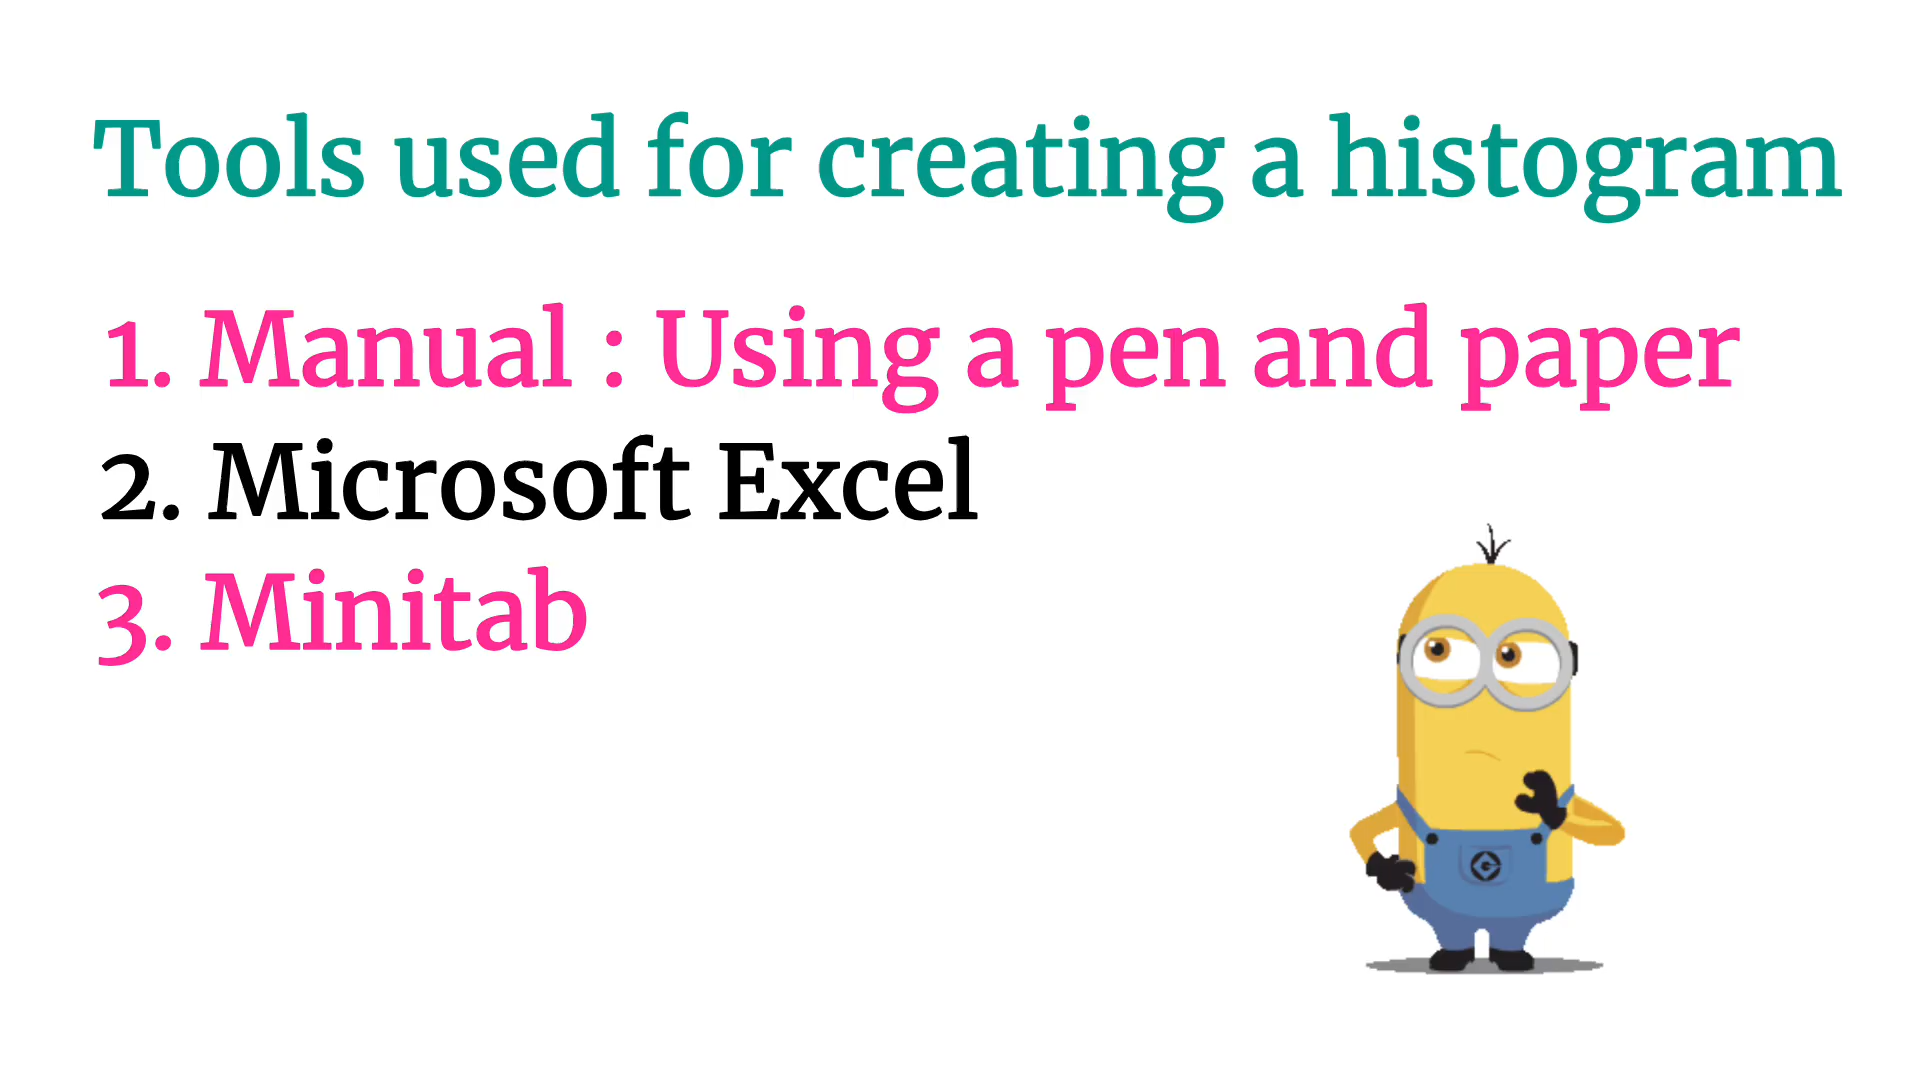 Tools used for creating a histogram
1. Manual : Using a pen and paper
2. Microsoft Excel
3. Minitab